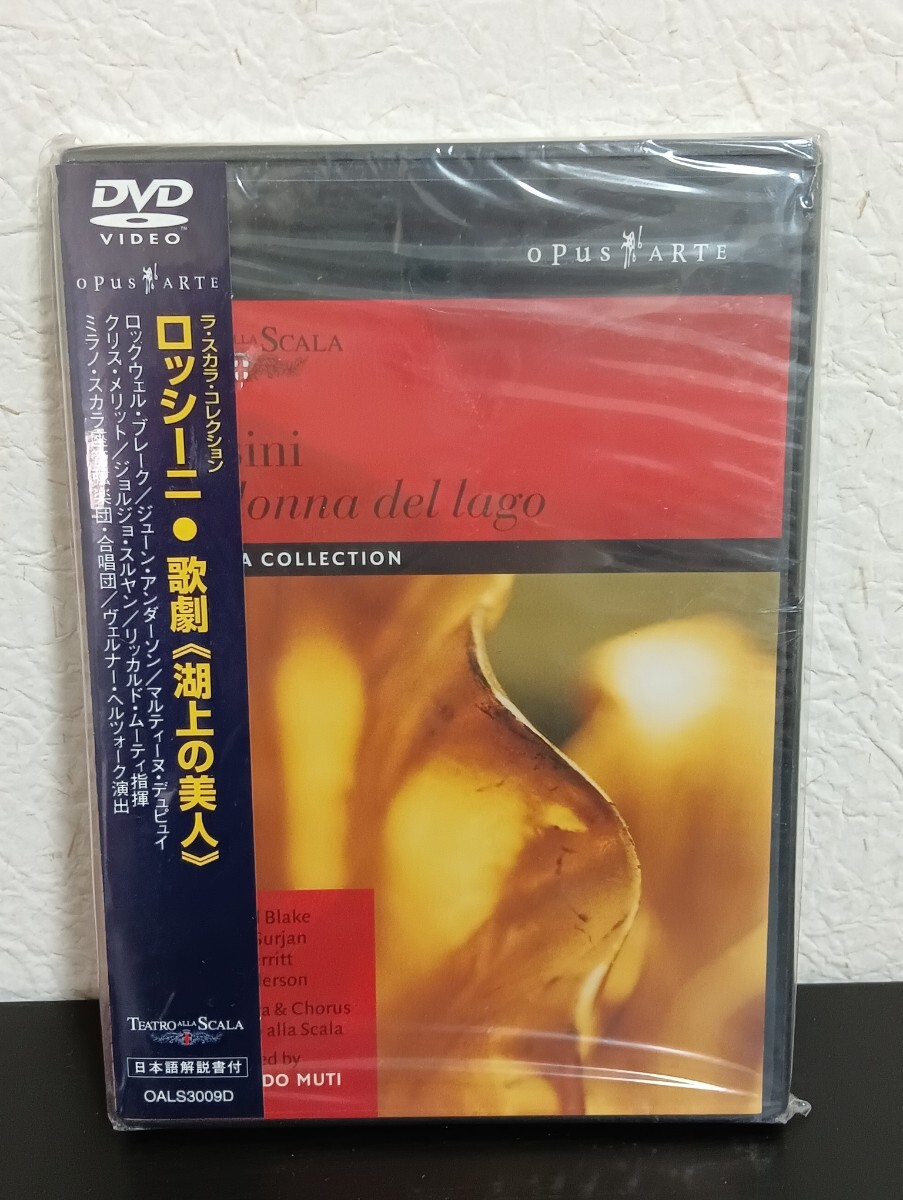 DVD
VIDEO
OPUS ARTE
ラ・スカラ・コレクション
ロッシーニ●歌劇《湖上の美人》
ロックウェル・ブレーク/ジューン・アンダーソン/マルティーヌ・デュピュイ
クリス・メリット/ジョルジョ・スルヤン/リッカルド・ムーティ指揮
ミラノ・スカラ座管弦楽団・合唱団/ヴェルナー・ヘルツォーク演出
TEATRO ALLA SCALA
日本語解説書付
OALS3009D
OPUS ARTE
LLA SCALA
sini
donna del lago
A COLLECTION
d Blake
Surjan
erritt
derson
a & Chorus
alla Scala
ed by
DO MUTI